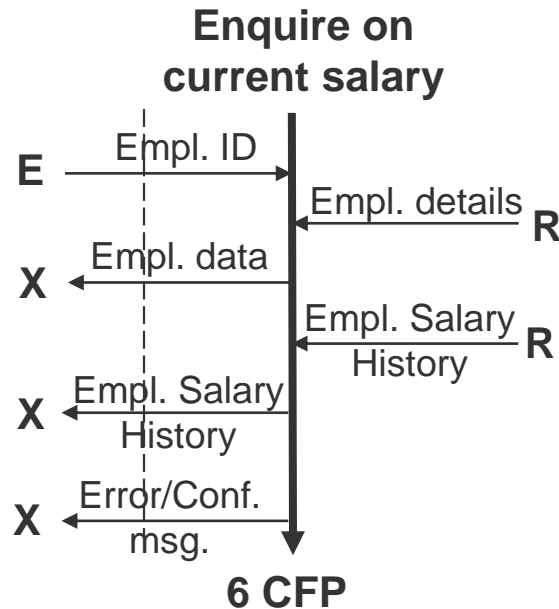 Enquire on
current salary
E
Empl. ID
Empl. details
R
X
Empl. data
Empl. Salary
History
R
X
Empl. Salary
History
X
Error/Conf.
msg.
6 CFP